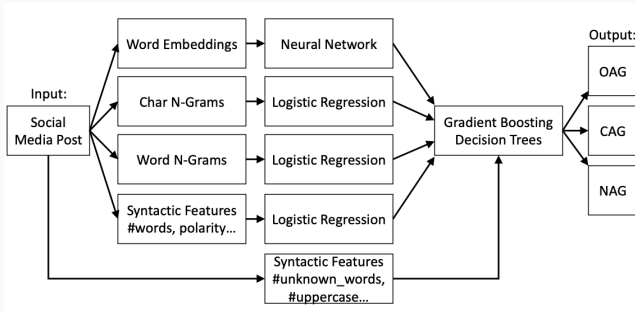 Input:
Social
Media Post
Word Embeddings
Neural Network
Char N-Grams
Logistic Regression
Word N-Grams
Logistic Regression
Syntactic Features
#words, polarity...
Logistic Regression
Syntactic Features
#unknown_words,
#uppercase...
Gradient Boosting
Decision Trees
Output:
OAG
CAG
NAG